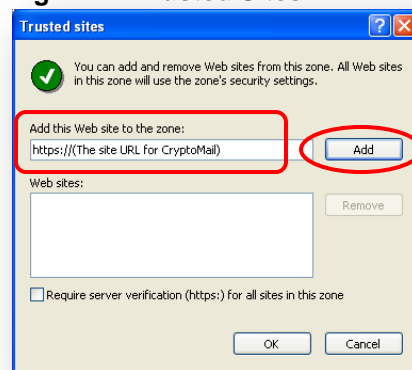 Trusted sites
You can add and remove Web sites from this zone. All Web sites
in this zone will use the zone's security settings.
Add this Web site to the zone:
https://(The site URL for CryptoMail)
Add
Web sites:
Remove
Require server verification (https:) for all sites in this zone
OK
Cancel